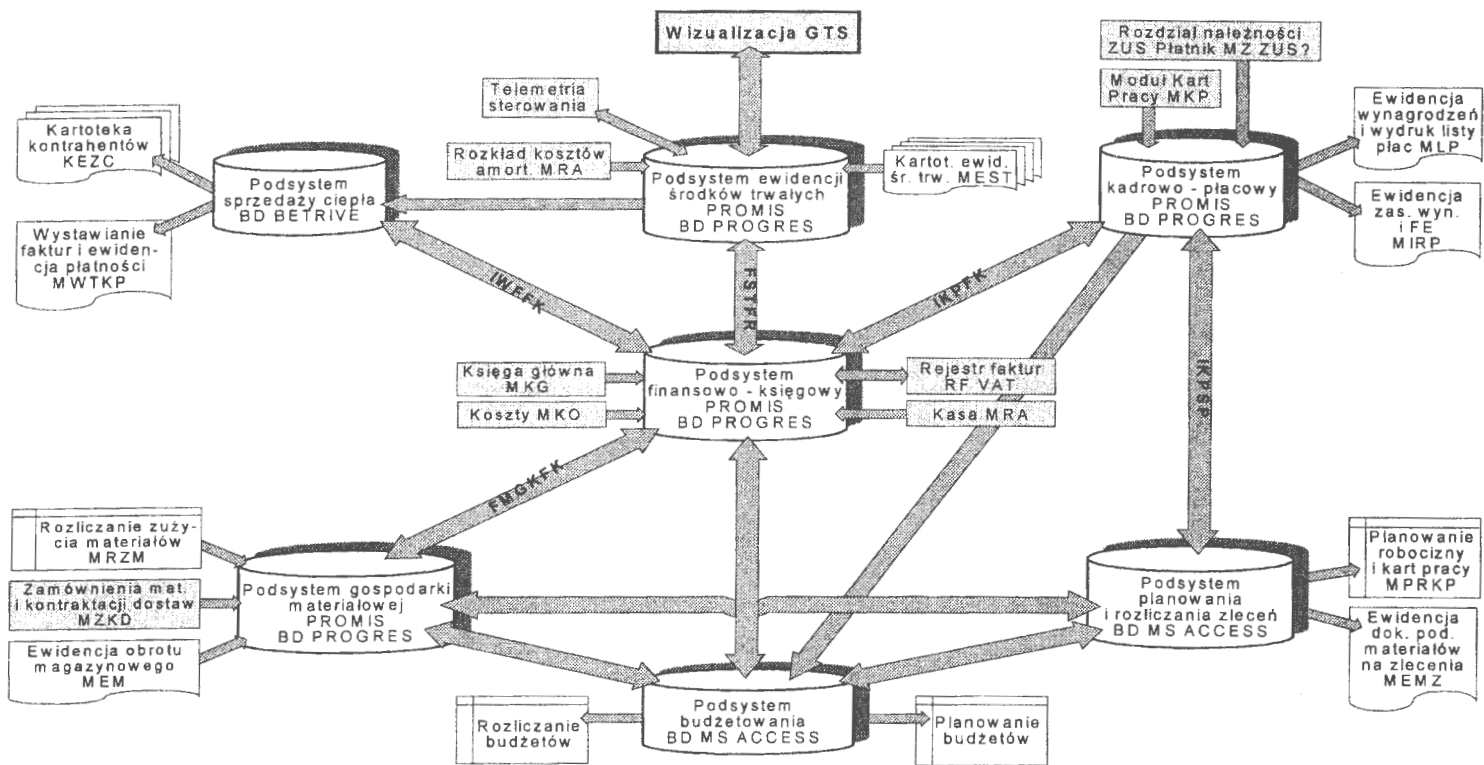 Wizualizacja GTS
Rozdział należności
ZUS Płatnik MZ ZUS?
Telemetria
sterowania
Moduł Kart
Pracy MKP
Kartoteka
kontrahentów
KEZC
Ewidencja
wynagrodzeń
i wydruk listy
płac MLP
Rozkład kosztów
amort. MRA
Kartot. ewid.
śr. trw. MEST
Podsystem
sprzedaży ciepła
BD BETRIVE
Podsystem ewidencji
środków trwałych
PROMIS
BD PROGRES
Podsystem
kadrowo - płacowy
PROMIS
BD PROGRES
Ewidencja
zas. wyn.
i FE
MIRP
Wystawianie
faktur i ewiden-
cja płatności
MWTKP
IWEFK
FSTFR
IKPFK
IKPSP
Księga główna
MKG
Koszty MKO
Podsystem
finansowo - księgowy
PROMIS
BD PROGRES
Rejestr faktur
RF VAT
Kasa MRA
FMGKFK
Rozliczanie zuży-
cia materiałów
MRZM
Zamównienia mat.
i kontraktacji dostaw
MZKD
Ewidencja obrotu
magazynowego
MEM
Podsystem gospodarki
materiałowej
PROMIS
BD PROGRES
Podsystem
planowania
i rozliczania zleceń
BD MS ACCESS
Planowanie
robocizny
i kart pracy
MPRKP
Ewidencja
dok. pod.
materiałów
na zlecenia
MEMZ
Rozliczanie
budżetów
Podsystem
budżetowania
BD MS ACCESS
Planowanie
budżetów